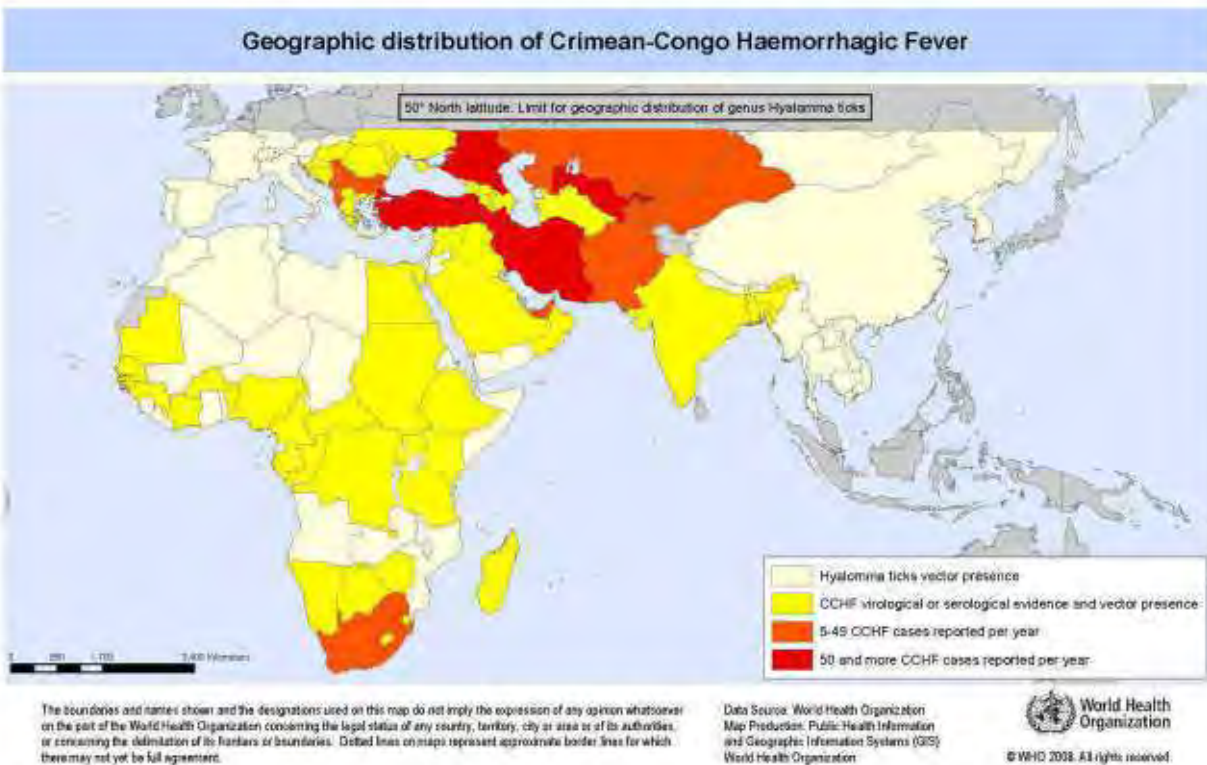 Geographic distribution of Crimean-Congo Haemorrhagic Fever
50° North latitude. Limit for geographic distribution of genus Hyalomma ticks
Hyalomma ticks vector presence
CCHF virological or serological evidence and vector presence
5-49 CCHF cases reported per year
50 and more CCHF cases reported per year
0
3,400 Kilometers
The boundaries and names shown and the designations used on this map do not imply the expression of any opinion whatsoever
on the part of the World Health Organization concerning the legal status of any country, territory, city or area or of its authorities,
or concerning the delimitation of its frontiers or boundaries. Dotted lines on maps represent approximate border lines for which
there may not yet be full agreement.
Data Source: World Health Organization
Map Production: Public Health Information
and Geographic Information Systems (GIS)
World Health Organization
World Health
Organization
© WHO 2008. All rights reserved